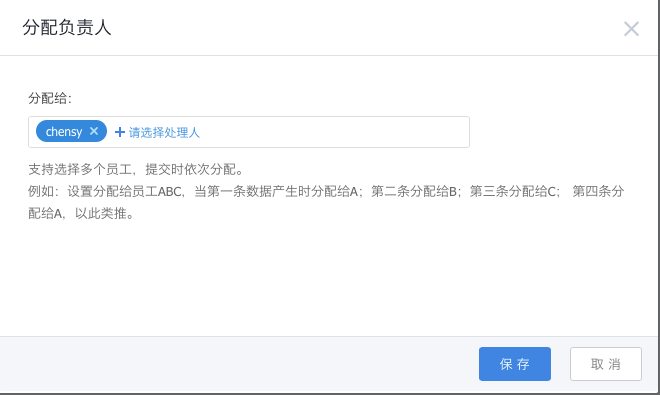 分配负责人
分配给：
chensy
请选择处理人
支持选择多个员工，提交时依次分配。
例如：设置分配给员工ABC，当第一条数据产生时分配给A；第二条分配给B；第三条分配给C； 第四条分
配给A，以此类推。
保 存
取 消